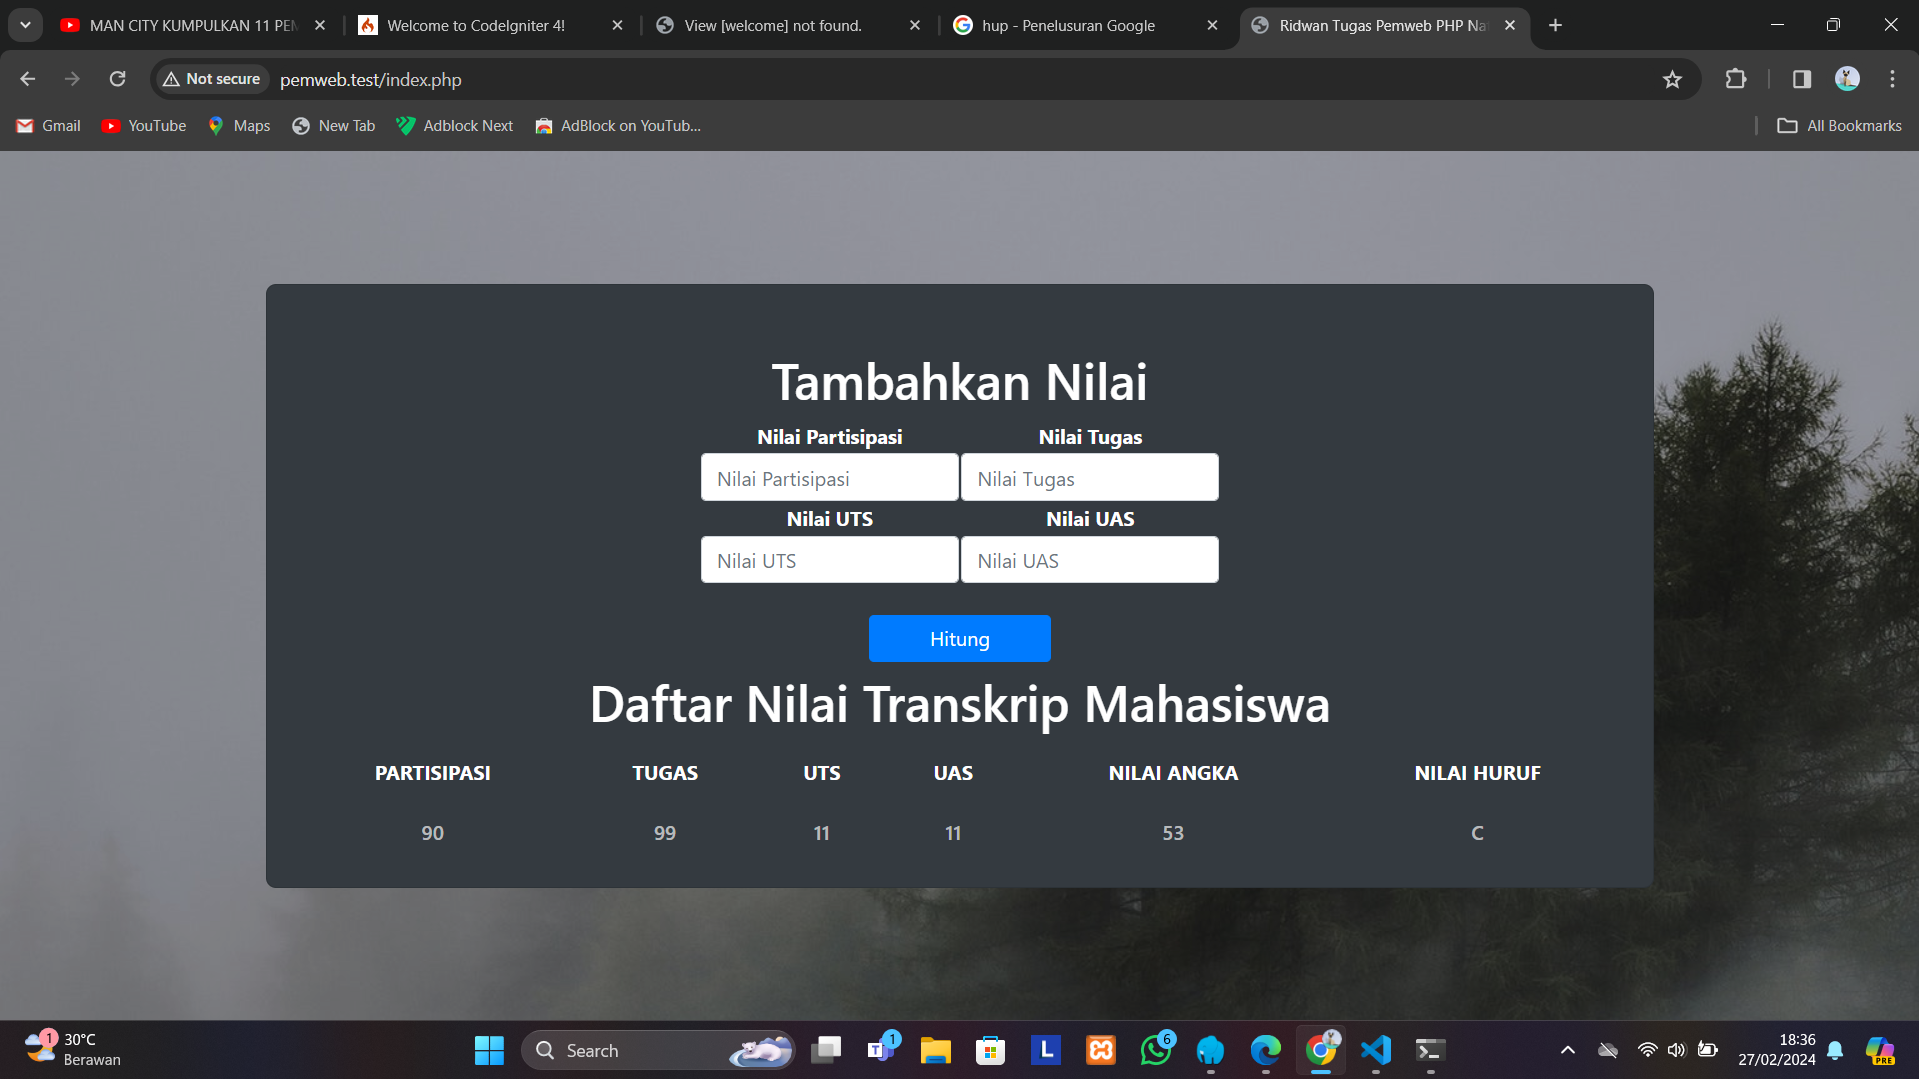 MAN CITY KUMPULKAN 11 PEM
Welcome to CodeIgniter 4!
View [welcome] not found.
hup - Penelusuran Google
Ridwan Tugas Pemweb PHP Na
Not secure
pemweb.test/index.php
Gmail
YouTube
Maps
New Tab
Adblock Next
AdBlock on YouTub...
All Bookmarks
Tambahkan Nilai
Nilai Partisipasi Nilai Tugas
Nilai Partisipasi Nilai Tugas
Nilai UTS Nilai UAS
Nilai UTS Nilai UAS
Hitung
Daftar Nilai Transkrip Mahasiswa
PARTISIPASI TUGAS UTS UAS NILAI ANGKA NILAI HURUF
90 99 11 11 53 C
1
30°C
Berawan
Search
1
L
6
18:36
27/02/2024
PRE